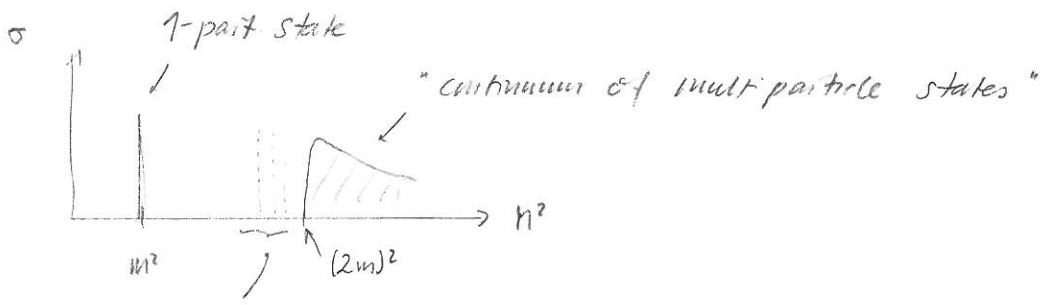 σ
1-part. state
"continuum of multiparticle states"
M²
m²
(2m)²